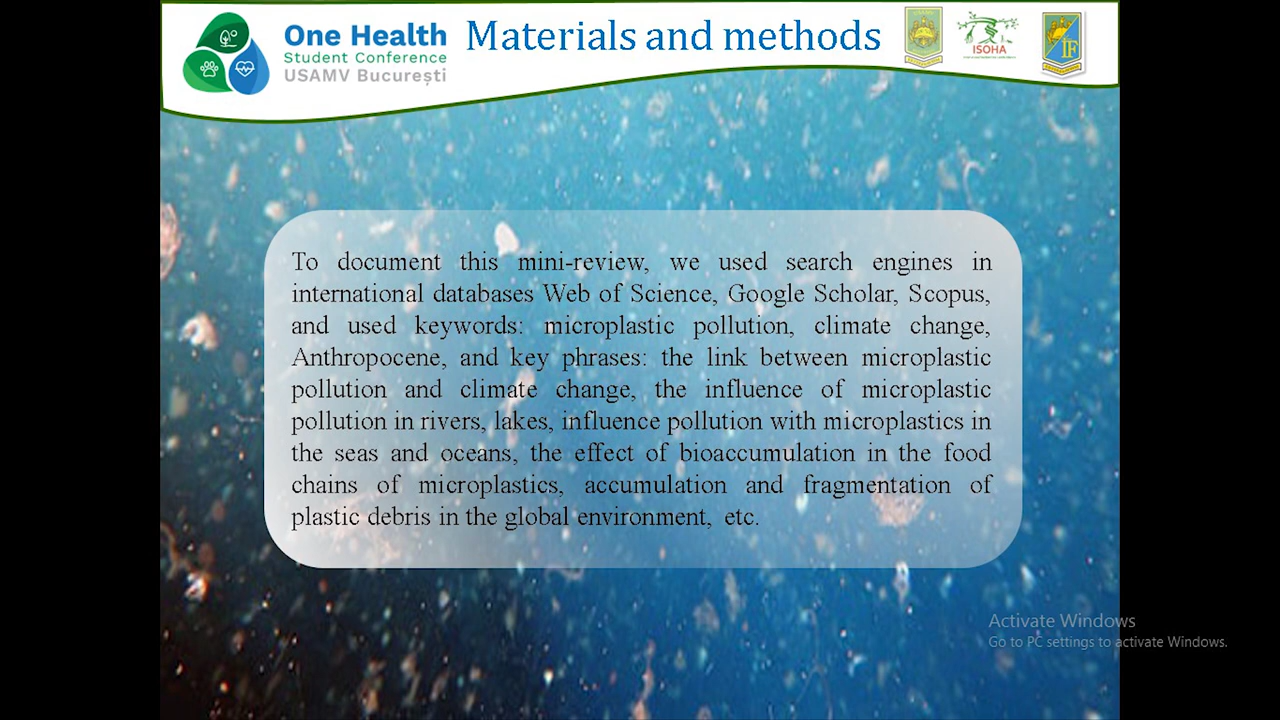 One Health
Student Conference
USAMV București
Materials and methods
ISOHA
IF
To document this mini-review, we used search engines in
international databases Web of Science, Google Scholar, Scopus,
and used keywords: microplastic pollution, climate change,
Anthropocene, and key phrases: the link between microplastic
pollution and climate change, the influence of microplastic
pollution in rivers, lakes, influence pollution with microplastics in
the seas and oceans, the effect of bioaccumulation in the food
chains of microplastics, accumulation and fragmentation of
plastic debris in the global environment, etc.
Activate Windows
Go to PC settings to activate Windows.